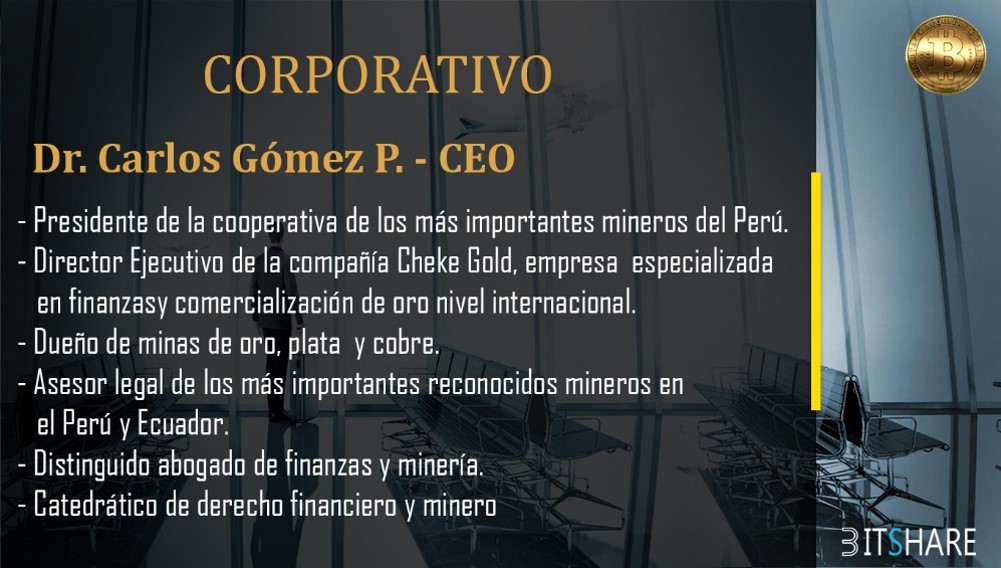 CORPORATIVO
Dr. Carlos Gómez P. - CEO
- Presidente de la cooperativa de los más importantes mineros del Perú.
- Director Ejecutivo de la compañía Cheke Gold, empresa especializada
en finanzasy comercialización de oro nivel internacional.
- Dueño de minas de oro, plata y cobre.
- Asesor legal de los más importantes reconocidos mineros en
el Perú y Ecuador.
- Distinguido abogado de finanzas y minería.
- Catedrático de derecho financiero y minero
BITSHARE